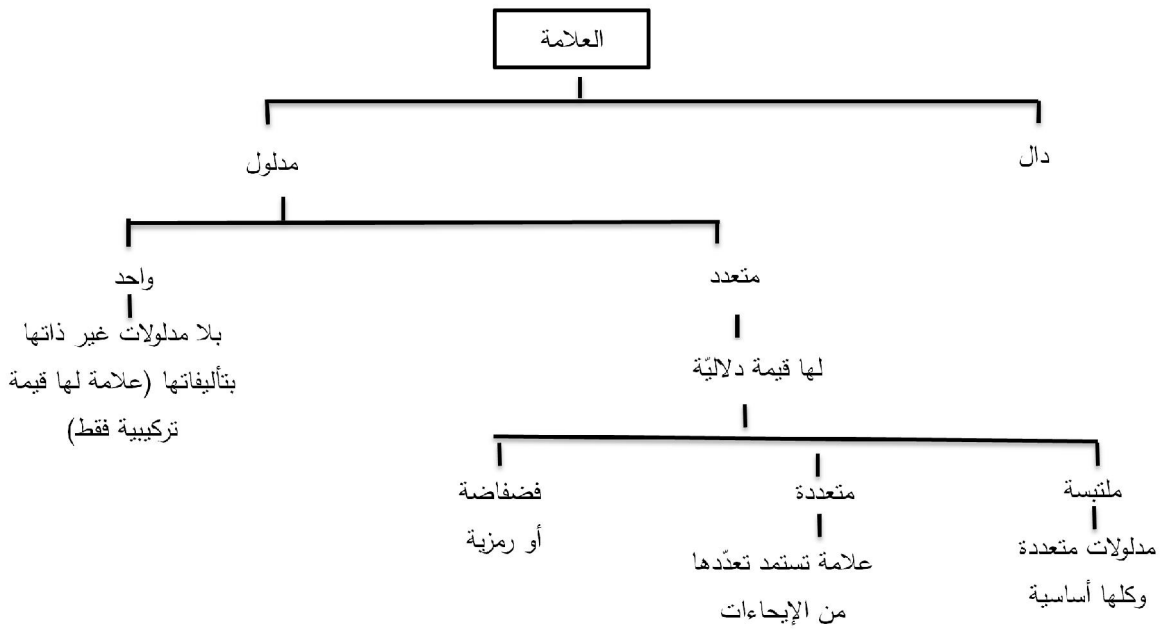 العلامة
دال
مدلول
متعدد
واحد
لها قيمة دلاليّة
بلا مدلولات غير ذاتها
بتأليفاتها (علامة لها قيمة
تركيبية فقط)
ملتبسة
مدلولات متعددة
وكلها أساسية
متعددة
علامة تستمد تعدّدها
من الإيحاءات
فضفاضة
أو رمزية